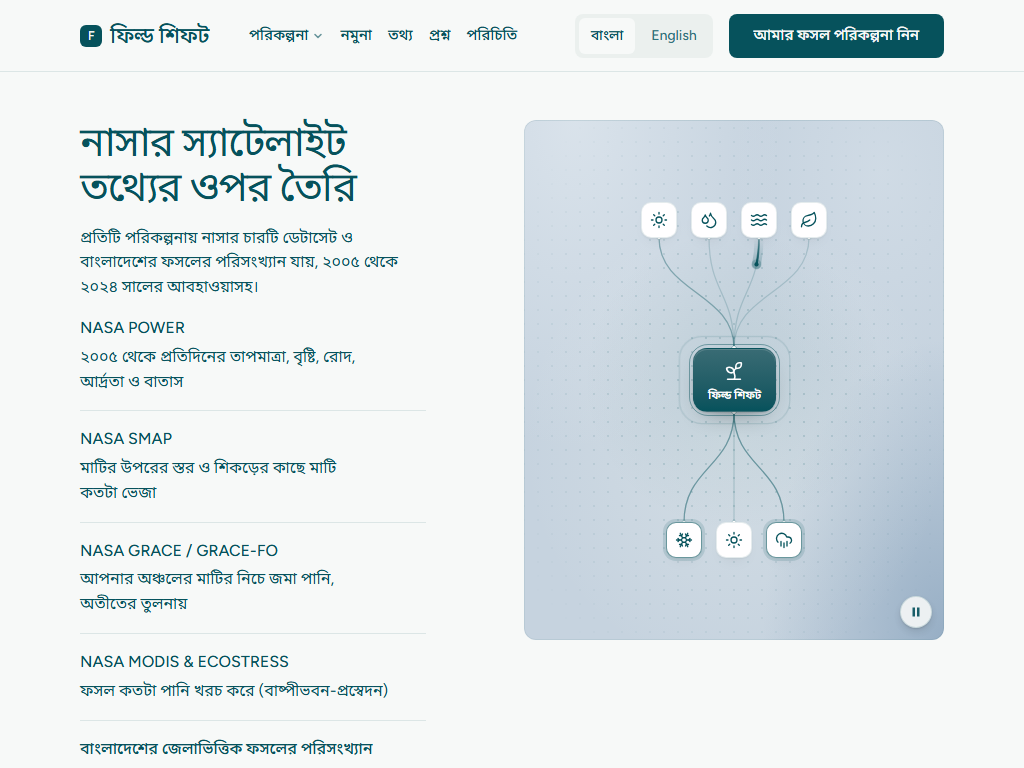 F ফিল্ড শিফট
পরিকল্পনা নমুনা তথ্য প্রশ্ন পরিচিতি
বাংলা English
আমার ফসল পরিকল্পনা নিন
নাসার স্যাটেলাইট
তথ্যের ওপর তৈরি
প্রতিটি পরিকল্পনায় নাসার চারটি ডেটাসেট ও
বাংলাদেশের ফসলের পরিসংখ্যান যায়, ২০০৫ থেকে
২০২৪ সালের আবহাওয়াসহ।
NASA POWER
২০০৫ থেকে প্রতিদিনের তাপমাত্রা, বৃষ্টি, রোদ,
আর্দ্রতা ও বাতাস
NASA SMAP
মাটির উপরের স্তর ও শিকড়ের কাছে মাটি
কতটা ভেজা
NASA GRACE / GRACE-FO
আপনার অঞ্চলের মাটির নিচে জমা পানি,
অতীতের তুলনায়
NASA MODIS & ECOSTRESS
ফসল কতটা পানি খরচ করে (বাষ্পীভবন-প্রস্বেদন)
বাংলাদেশের জেলাভিত্তিক ফসলের পরিসংখ্যান
ফিল্ড শিফট